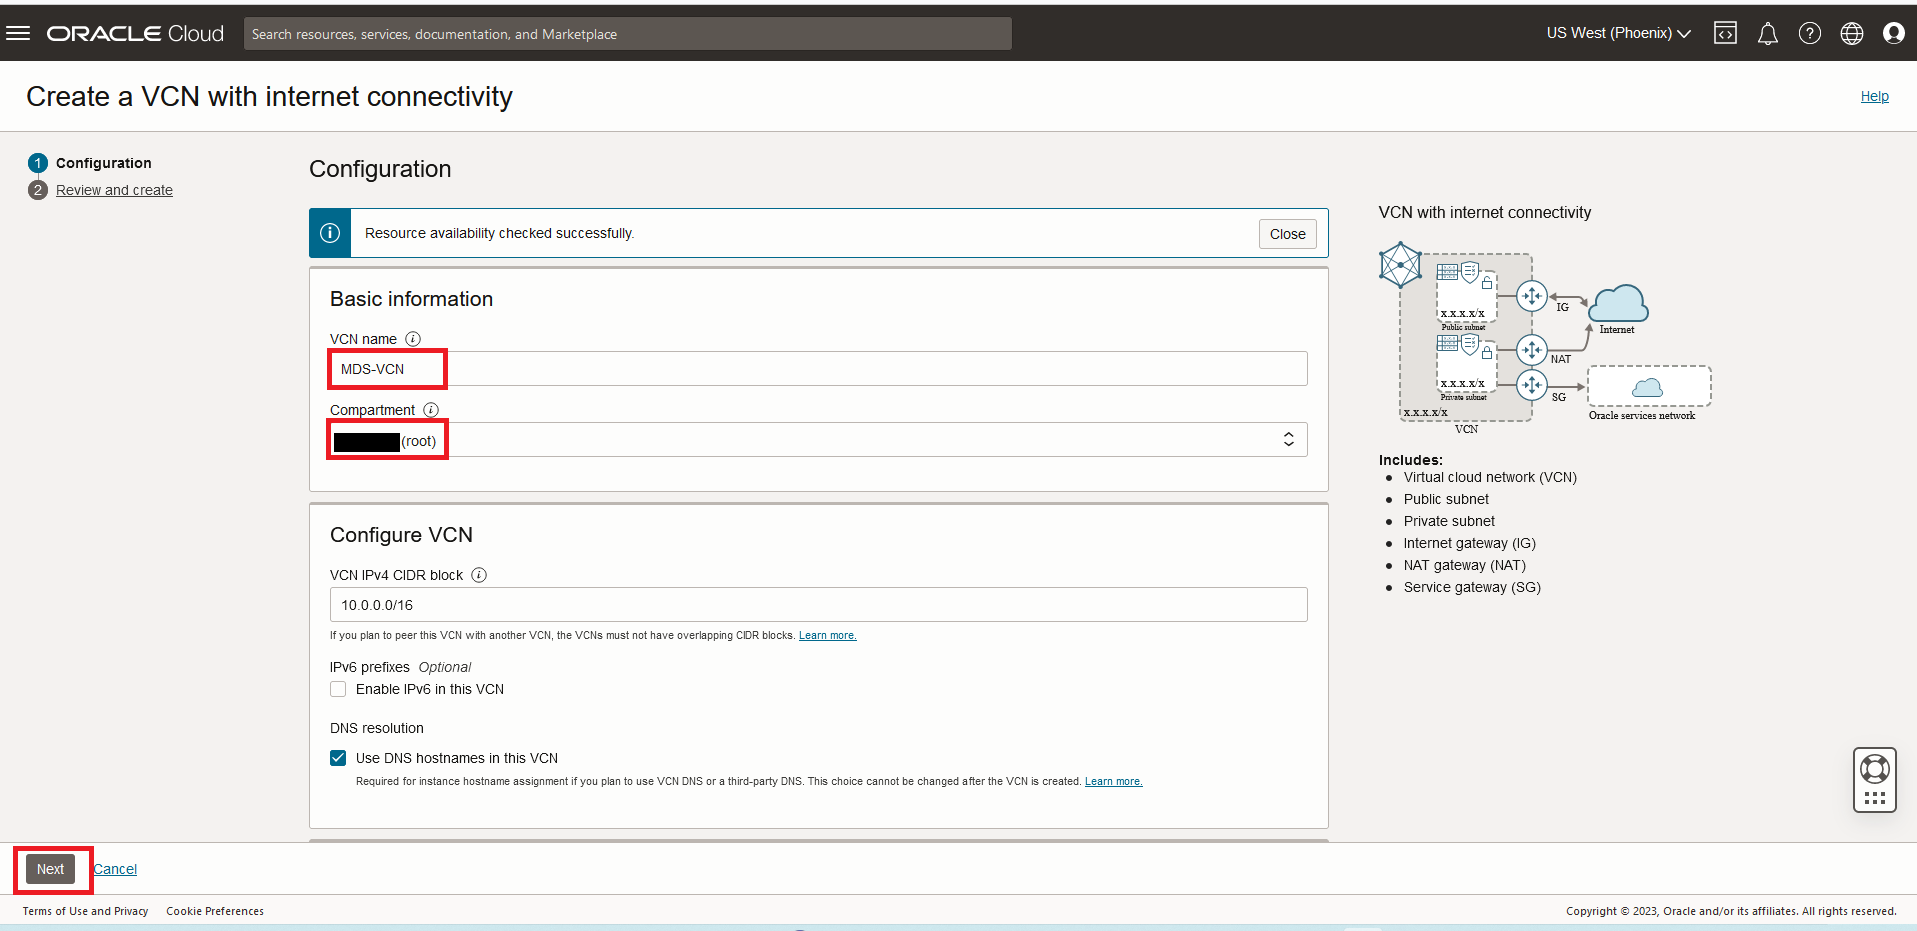 ORACLE Cloud
Search resources, services, documentation, and Marketplace
US West (Phoenix)
Create a VCN with internet connectivity
Help
1 Configuration
2 Review and create
Configuration
Resource availability checked successfully.
Close
Basic information
VCN name
MDS-VCN
Compartment
(root)
Configure VCN
VCN IPv4 CIDR block
10.0.0.0/16
If you plan to peer this VCN with another VCN, the VCNs must not have overlapping CIDR blocks. Learn more.
IPv6 prefixes Optional
Enable IPv6 in this VCN
DNS resolution
Use DNS hostnames in this VCN
Required for instance hostname assignment if you plan to use VCN DNS or a third-party DNS. This choice cannot be changed after the VCN is created. Learn more.
VCN with internet connectivity
X.X.X.X/X
Public subnet
IG
Internet
X.X.X.X/X
Private subnet
NAT
SG
Oracle services network
X.X.X.X/X
VCN
Includes:
Virtual cloud network (VCN)
Public subnet
Private subnet
Internet gateway (IG)
NAT gateway (NAT)
Service gateway (SG)
Next
Cancel
Terms of Use and Privacy
Cookie Preferences
Copyright © 2023, Oracle and/or its affiliates. All rights reserved.